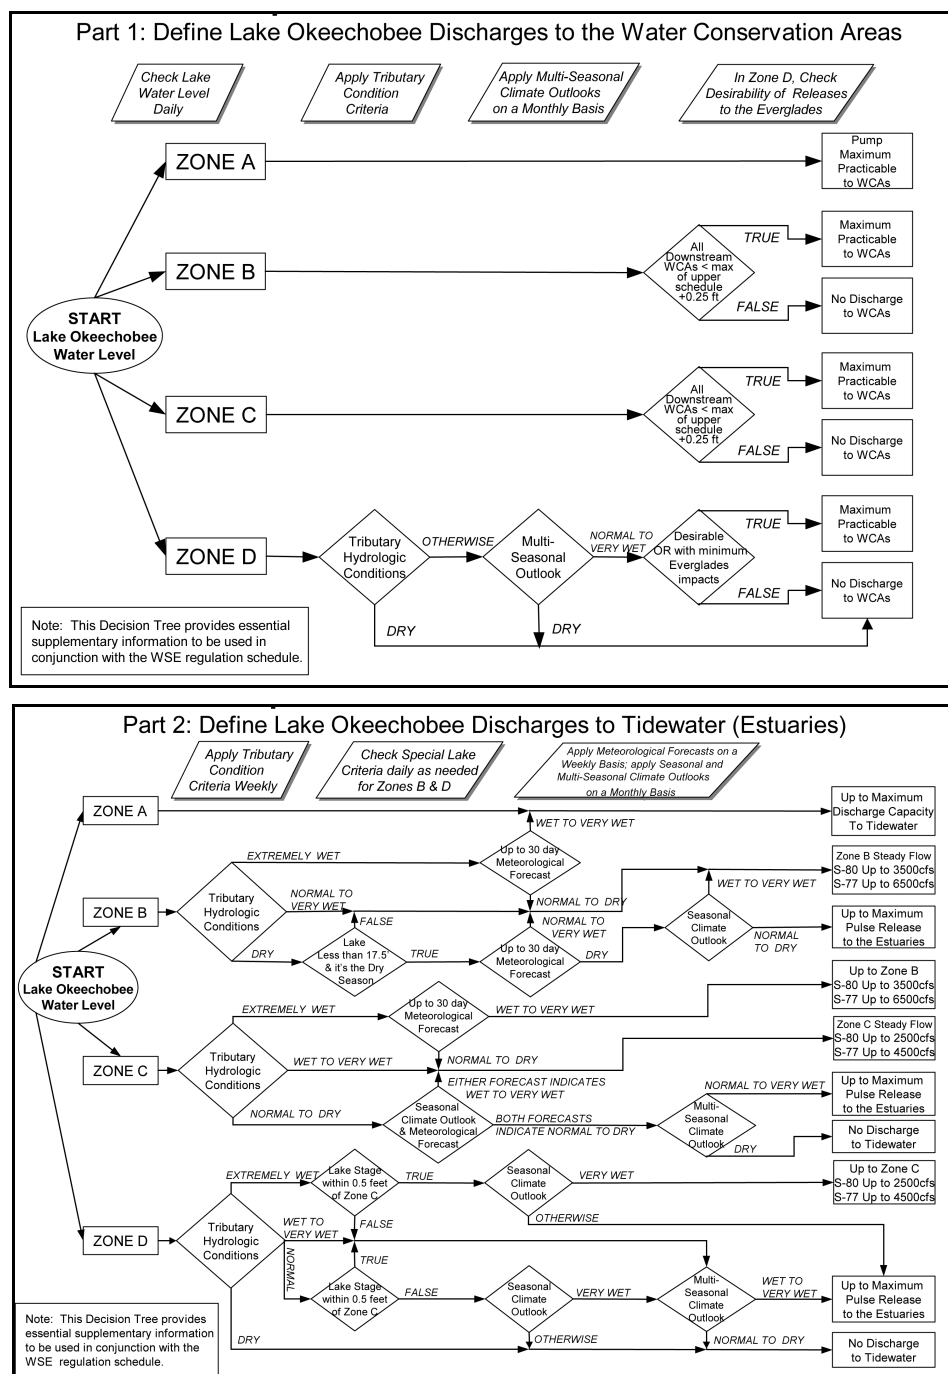 Part 1: Define Lake Okeechobee Discharges to the Water Conservation Areas
Check Lake
Water Level
Daily
Apply Tributary
Condition
Criteria
Apply Multi-Seasonal
Climate Outlooks
on a Monthly Basis
In Zone D, Check
Desirability of Releases
to the Everglades
ZONE A
Pump
Maximum
Practicable
to WCAs
ZONE B
All
Downstream
WCAs < max
of upper
schedule
+0.25 ft
TRUE
Maximum
Practicable
to WCAs
FALSE
No Discharge
to WCAs
START
Lake Okeechobee
Water Level
ZONE C
All
Downstream
WCAs < max
of upper
schedule
+0.25 ft
TRUE
Maximum
Practicable
to WCAs
FALSE
No Discharge
to WCAs
ZONE D
Tributary
Hydrologic
Conditions
OTHERWISE
Multi-
Seasonal
Outlook
NORMAL TO
VERY WET
Desirable
OR with minimum
Everglades
impacts
TRUE
Maximum
Practicable
to WCAs
FALSE
No Discharge
to WCAs
DRY
DRY
Note: This Decision Tree provides essential
supplementary information to be used in
conjunction with the WSE regulation schedule.
Part 2: Define Lake Okeechobee Discharges to Tidewater (Estuaries)
Apply Tributary
Condition
Criteria Weekly
Check Special Lake
Criteria daily as needed
for Zones B & D
Apply Meteorological Forecasts on a
Weekly Basis; apply Seasonal and
Multi-Seasonal Climate Outlooks
on a Monthly Basis
ZONE A
Up to Maximum
Discharge Capacity
To Tidewater
WET TO VERY WET
EXTREMELY WET
Up to 30 day
Meteorological
Forecast
Zone B Steady Flow
S-80 Up to 3500cfs
S-77 Up to 6500cfs
ZONE B
Tributary
Hydrologic
Conditions
NORMAL TO
VERY WET
NORMAL TO DRY
WET TO VERY WET
FALSE
NORMAL TO
VERY WET
Seasonal
Climate
Outlook
NORMAL
TO DRY
Up to Maximum
Pulse Release
to the Estuaries
DRY
Lake
Less than 17.5'
& it's the Dry
Season
TRUE
Up to 30 day
Meteorological
Forecast
DRY
START
Lake Okeechobee
Water Level
EXTREMELY WET
Up to 30 day
Meteorological
Forecast
WET TO VERY WET
Up to Zone B
S-80 Up to 3500cfs
S-77 Up to 6500cfs
ZONE C
Tributary
Hydrologic
Conditions
WET TO VERY WET
NORMAL TO DRY
Zone C Steady Flow
S-80 Up to 2500cfs
S-77 Up to 4500cfs
EITHER FORECAST INDICATES
WET TO VERY WET
NORMAL TO DRY
Seasonal
Climate Outlook
& Meteorological
Forecast
BOTH FORECASTS
INDICATE NORMAL TO DRY
Multi-
Seasonal
Climate
Outlook
NORMAL TO VERY WET
Up to Maximum
Pulse Release
to the Estuaries
DRY
No Discharge
to Tidewater
EXTREMELY WET
Lake Stage
within 0.5 feet
of Zone C
TRUE
Seasonal
Climate
Outlook
VERY WET
Up to Zone C
S-80 Up to 2500cfs
S-77 Up to 4500cfs
OTHERWISE
ZONE D
Tributary
Hydrologic
Conditions
WET TO
VERY WET
FALSE
NORMAL
TRUE
Lake Stage
within 0.5 feet
of Zone C
FALSE
Seasonal
Climate
Outlook
VERY WET
Multi-
Seasonal
Climate
Outlook
WET TO
VERY WET
Up to Maximum
Pulse Release
to the Estuaries
DRY
OTHERWISE
NORMAL TO DRY
No Discharge
to Tidewater
Note: This Decision Tree provides
essential supplementary information
to be used in conjunction with the
WSE regulation schedule.